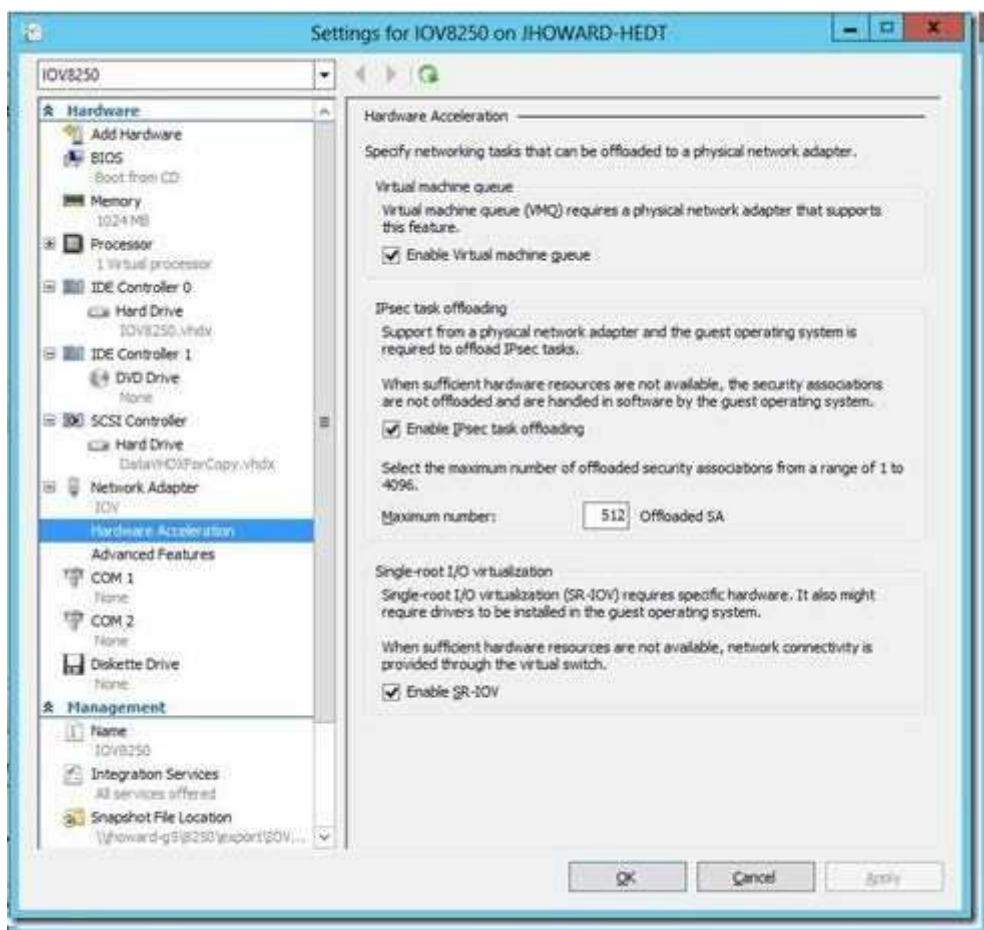 Settings for IOV8250 on JHOWARD-HEDT
IOV8250
Hardware
Add Hardware
BIOS
Boot from CD
Memory
1024 MB
Processor
1 Virtual processor
IDE Controller 0
Hard Drive
IOV8250.vhdx
IDE Controller 1
DVD Drive
None
SCSI Controller
Hard Drive
DataVHDXForCopy.vhdx
Network Adapter
IOV
Hardware Acceleration
Advanced Features
COM 1
None
COM 2
None
Diskette Drive
None
Management
Name
IOV8250
Integration Services
All services offered
Snapshot File Location
\\jhoward-g5\8250\export\IOV...
Hardware Acceleration
Specify networking tasks that can be offloaded to a physical network adapter.
Virtual machine queue
Virtual machine queue (VMQ) requires a physical network adapter that supports
this feature.
Enable Virtual machine queue
IPsec task offloading
Support from a physical network adapter and the guest operating system is
required to offload IPsec tasks.
When sufficient hardware resources are not available, the security associations
are not offloaded and are handled in software by the guest operating system.
Enable IPsec task offloading
Select the maximum number of offloaded security associations from a range of 1 to
4096.
Maximum number: 512 Offloaded SA
Single-root I/O virtualization
Single-root I/O virtualization (SR-IOV) requires specific hardware. It also might
require drivers to be installed in the guest operating system.
When sufficient hardware resources are not available, network connectivity is
provided through the virtual switch.
Enable SR-IOV
OK Cancel Apply